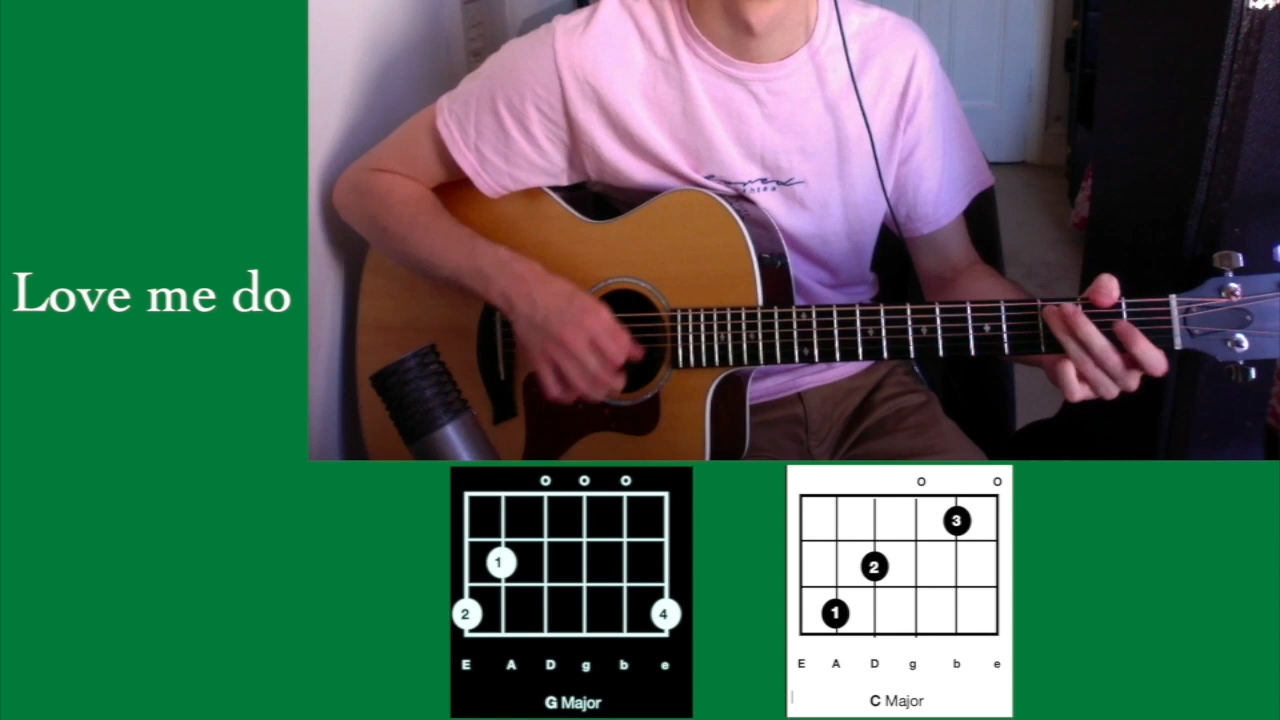 Love me do
o o o
1
2 4
E A D g b e
G Major
o o
3
2
1
E A D g b e
C Major